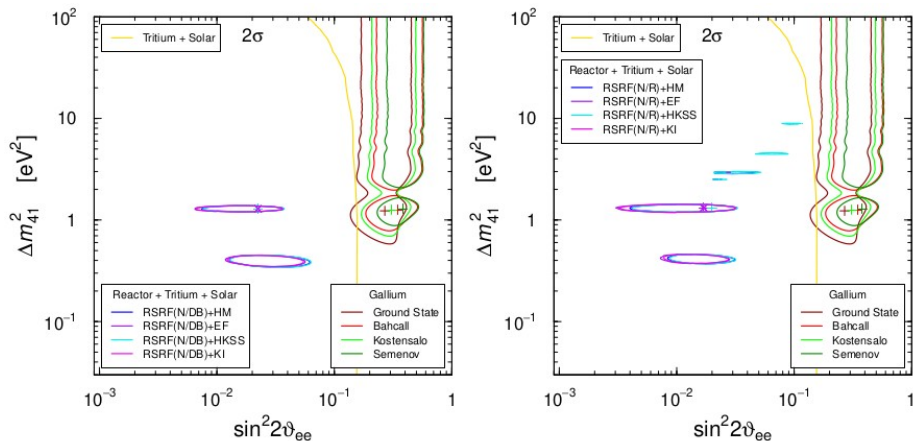 Tritium + Solar
2σ
Reactor + Tritium + Solar
RSRF(N/DB)+HM
RSRF(N/DB)+EF
RSRF(N/DB)+HKSS
RSRF(N/DB)+KI
Gallium
Ground State
Bahcall
Kostensalo
Semenov
Δm²₄₁ [eV²]
10²
10
1
10⁻¹
10⁻³
10⁻²
10⁻¹
1
sin²2ϑee
Tritium + Solar
2σ
Reactor + Tritium + Solar
RSRF(N/R)+HM
RSRF(N/R)+EF
RSRF(N/R)+HKSS
RSRF(N/R)+KI
Gallium
Ground State
Bahcall
Kostensalo
Semenov
Δm²₄₁ [eV²]
10²
10
1
10⁻¹
10⁻³
10⁻²
10⁻¹
1
sin²2ϑee